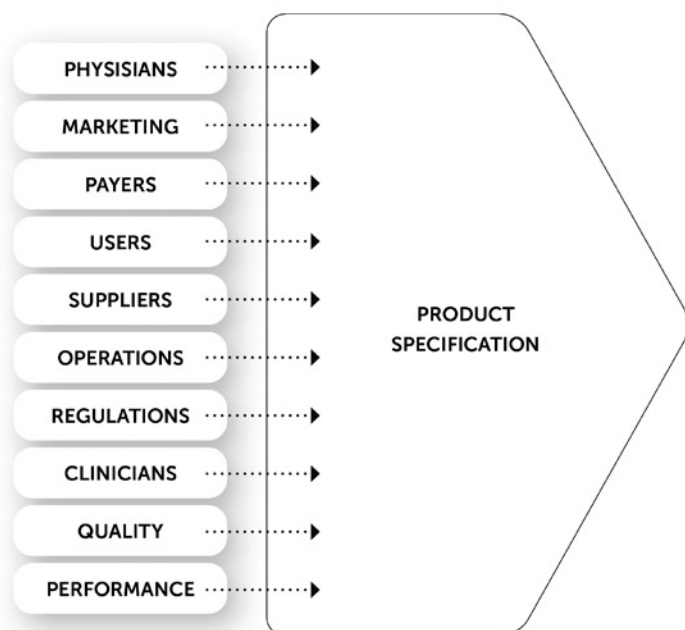 PHYSISIANS
MARKETING
PAYERS
USERS
SUPPLIERS
OPERATIONS
REGULATIONS
CLINICIANS
QUALITY
PERFORMANCE
PRODUCT
SPECIFICATION